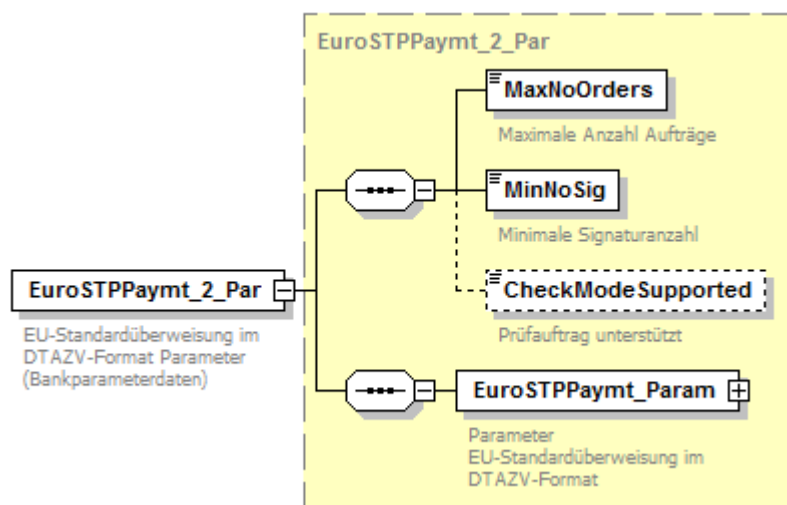 EuroSTPPaymt_2_Par
MaxNoOrders
Maximale Anzahl Aufträge
MinNoSig
Minimale Signaturanzahl
EuroSTPPaymt_2_Par
EU-Standardüberweisung im
DTAZV-Format Parameter
(Bankparameterdaten)
CheckModeSupported
Prüfauftrag unterstützt
EuroSTPPaymt_Param
Parameter
EU-Standardüberweisung im
DTAZV-Format